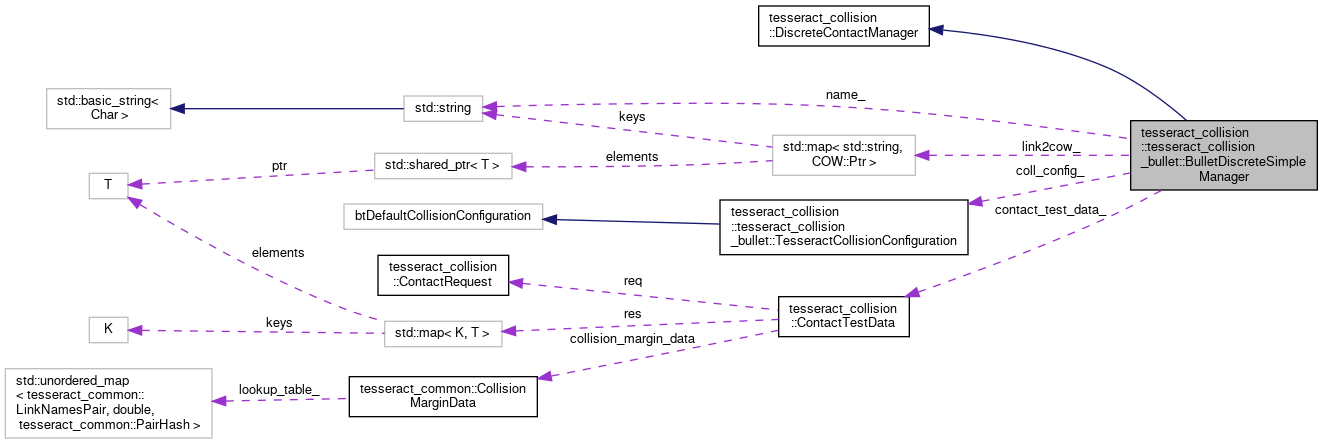 tesseract_collision
::DiscreteContactManager
std::basic_string<
Char >
std::string
name_
keys
tesseract_collision
::tesseract_collision
_bullet::BulletDiscreteSimple
Manager
std::map< std::string,
COW::Ptr >
link2cow_
elements
std::shared_ptr< T >
ptr
T
coll_config_
btDefaultCollisionConfiguration
tesseract_collision
::tesseract_collision
_bullet::TesseractCollisionConfiguration
contact_test_data_
elements
tesseract_collision
::ContactRequest
req
tesseract_collision
::ContactTestData
K
keys
std::map< K, T >
res
collision_margin_data
std::unordered_map
< tesseract_common::
LinkNamesPair, double,
tesseract_common::PairHash >
lookup_table_
tesseract_common::Collision
MarginData